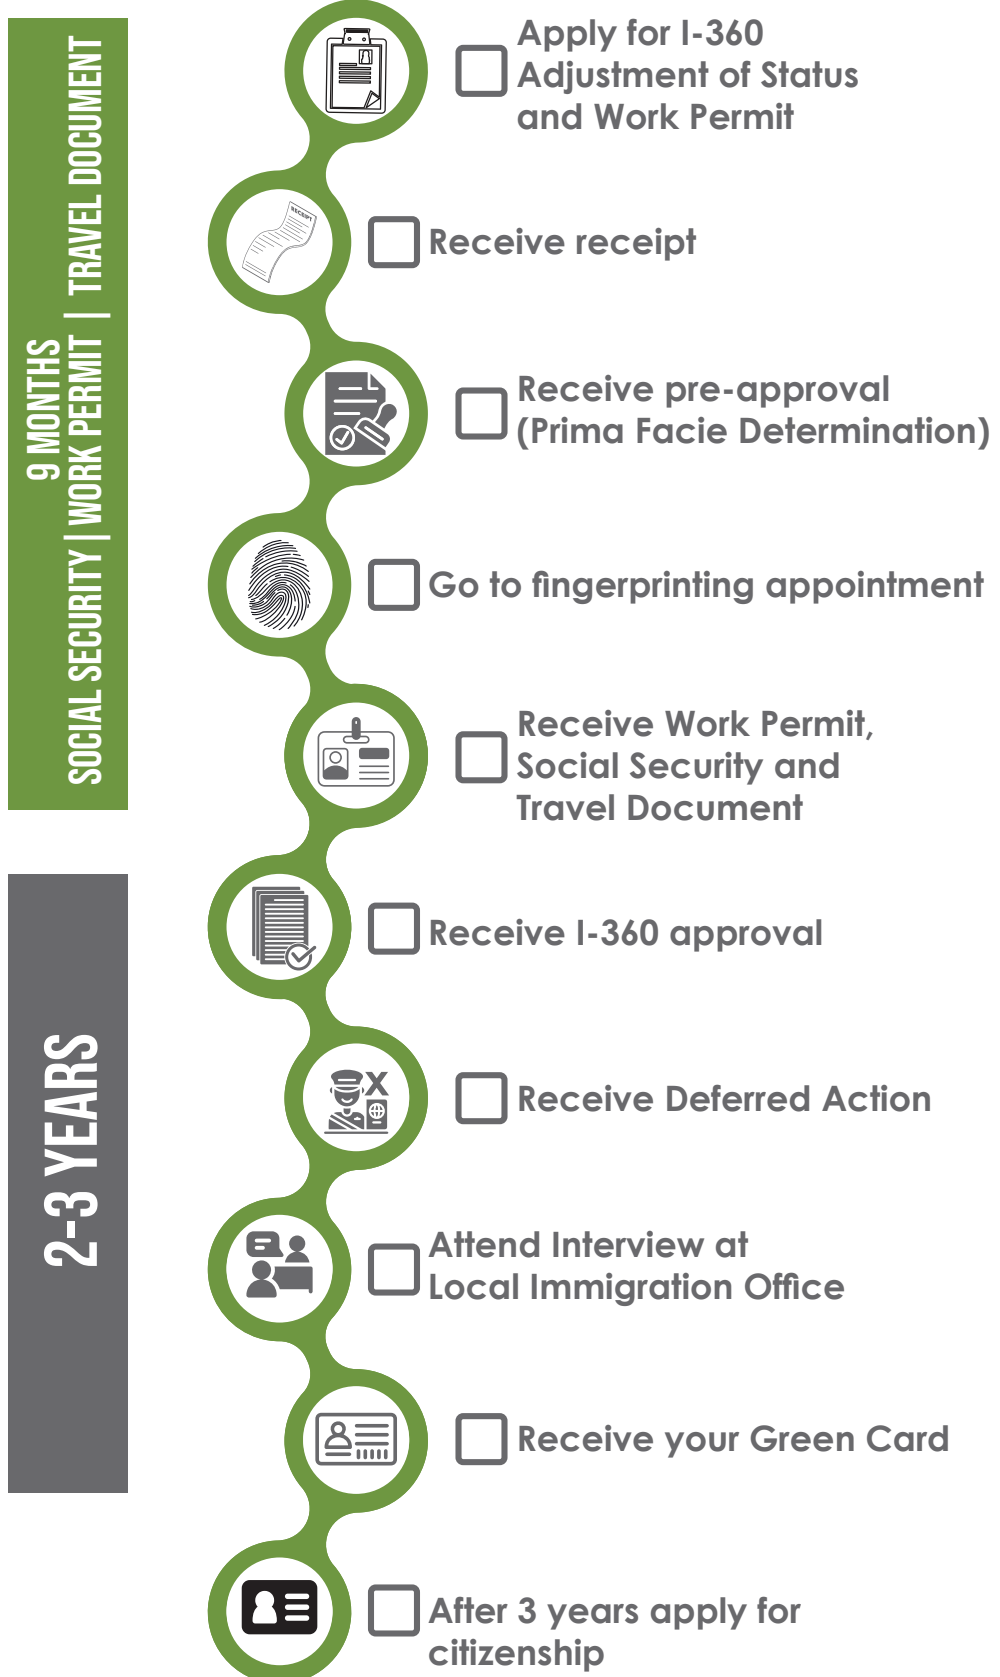 9 MONTHS
SOCIAL SECURITY | WORK PERMIT | TRAVEL DOCUMENT
Apply for I-360
Adjustment of Status
and Work Permit
RECEIPT
Receive receipt
Receive pre-approval
(Prima Facie Determination)
Go to fingerprinting appointment
Receive Work Permit,
Social Security and
Travel Document
2-3 YEARS
Receive I-360 approval
Receive Deferred Action
X
Attend Interview at
Local Immigration Office
Receive your Green Card
After 3 years apply for
citizenship